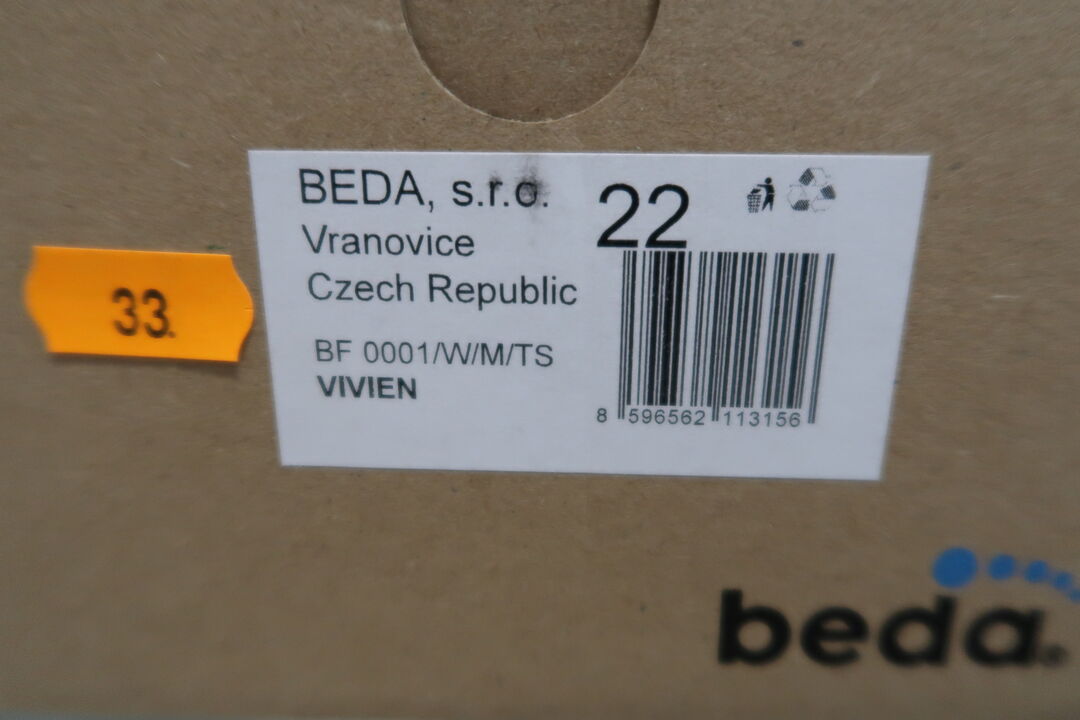 BEDA, s.r.o.
22
Vranovice
Czech Republic
BF 0001/W/M/TS
VIVIEN
8 596562 113156
33.
beda®